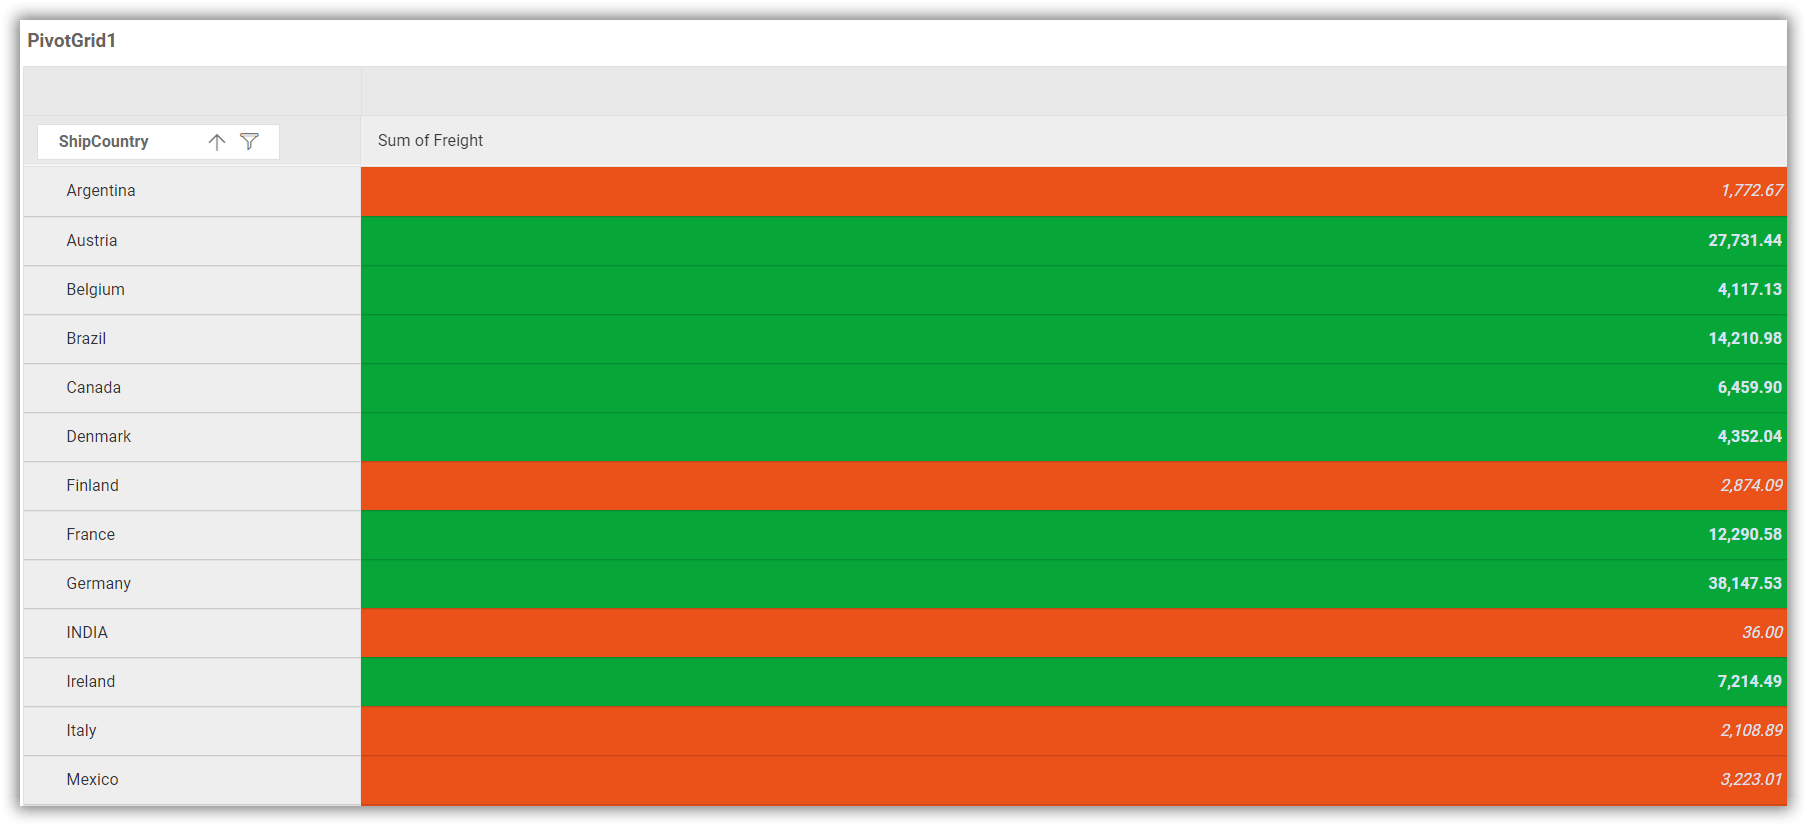 PivotGrid1
ShipCountry
Sum of Freight
Argentina 1,772.67
Austria 27,731.44
Belgium 4,117.13
Brazil 14,210.98
Canada 6,459.90
Denmark 4,352.04
Finland 2,874.09
France 12,290.58
Germany 38,147.53
INDIA 36.00
Ireland 7,214.49
Italy 2,108.89
Mexico 3,223.01